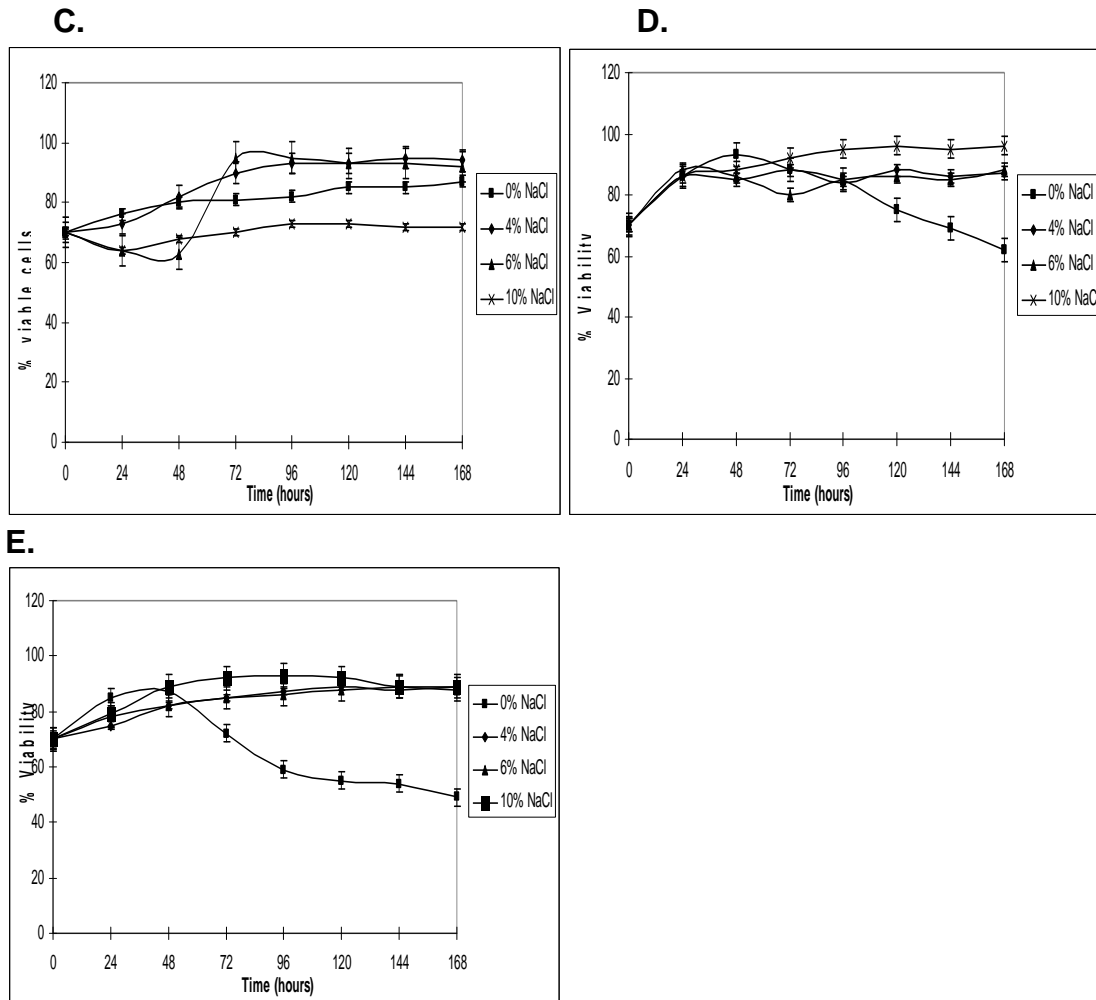 C.
% viable cells
120
100
80
60
40
20
0
0 24 48 72 96 120 144 168
Time (hours)
0% NaCl
4% NaCl
6% NaCl
10% NaCl
D.
% Viability
120
100
80
60
40
20
0
0 24 48 72 96 120 144 168
Time (hours)
0% NaCl
4% NaCl
6% NaCl
10% NaCl
E.
% Viability
120
100
80
60
40
20
0
0 24 48 72 96 120 144 168
Time (hours)
0% NaCl
4% NaCl
6% NaCl
10% NaCl